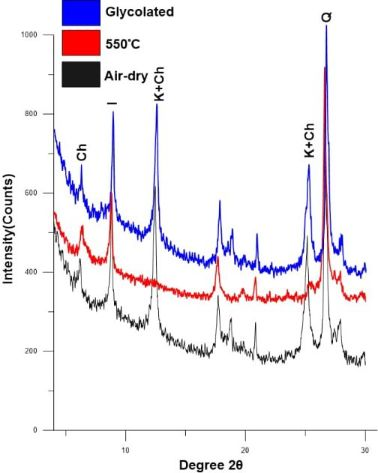 Glycolated
550°C
Air-dry
1000
800
600
400
200
0
Intensity(Counts)
Ch
I
K+Ch
K+Ch
Q
10
20
30
Degree 2θ